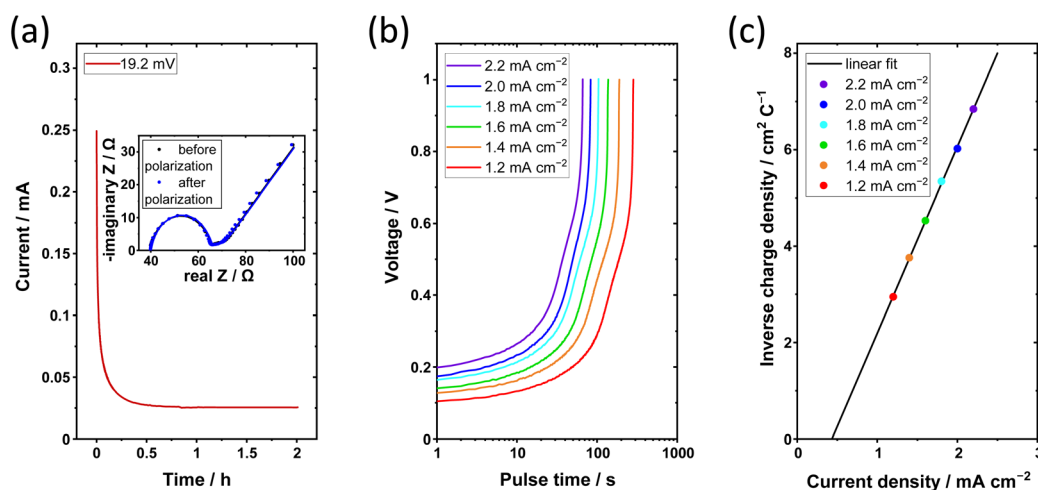 (a)
Current / mA
0.3
0.25
0.2
0.15
0.1
0.05
0
19.2 mV
-imaginary Z / Ω
30
20
10
0
before
polarization
after
polarization
40
60
80
100
real Z / Ω
0
0.5
1
1.5
2
Time / h
(b)
Voltage / V
1
0.8
0.6
0.4
0.2
0
2.2 mA cm⁻²
2.0 mA cm⁻²
1.8 mA cm⁻²
1.6 mA cm⁻²
1.4 mA cm⁻²
1.2 mA cm⁻²
1
10
100
1000
Pulse time / s
(c)
Inverse charge density / cm² C⁻¹
8
6
4
2
0
linear fit
2.2 mA cm⁻²
2.0 mA cm⁻²
1.8 mA cm⁻²
1.6 mA cm⁻²
1.4 mA cm⁻²
1.2 mA cm⁻²
0
1
2
3
Current density / mA cm⁻²